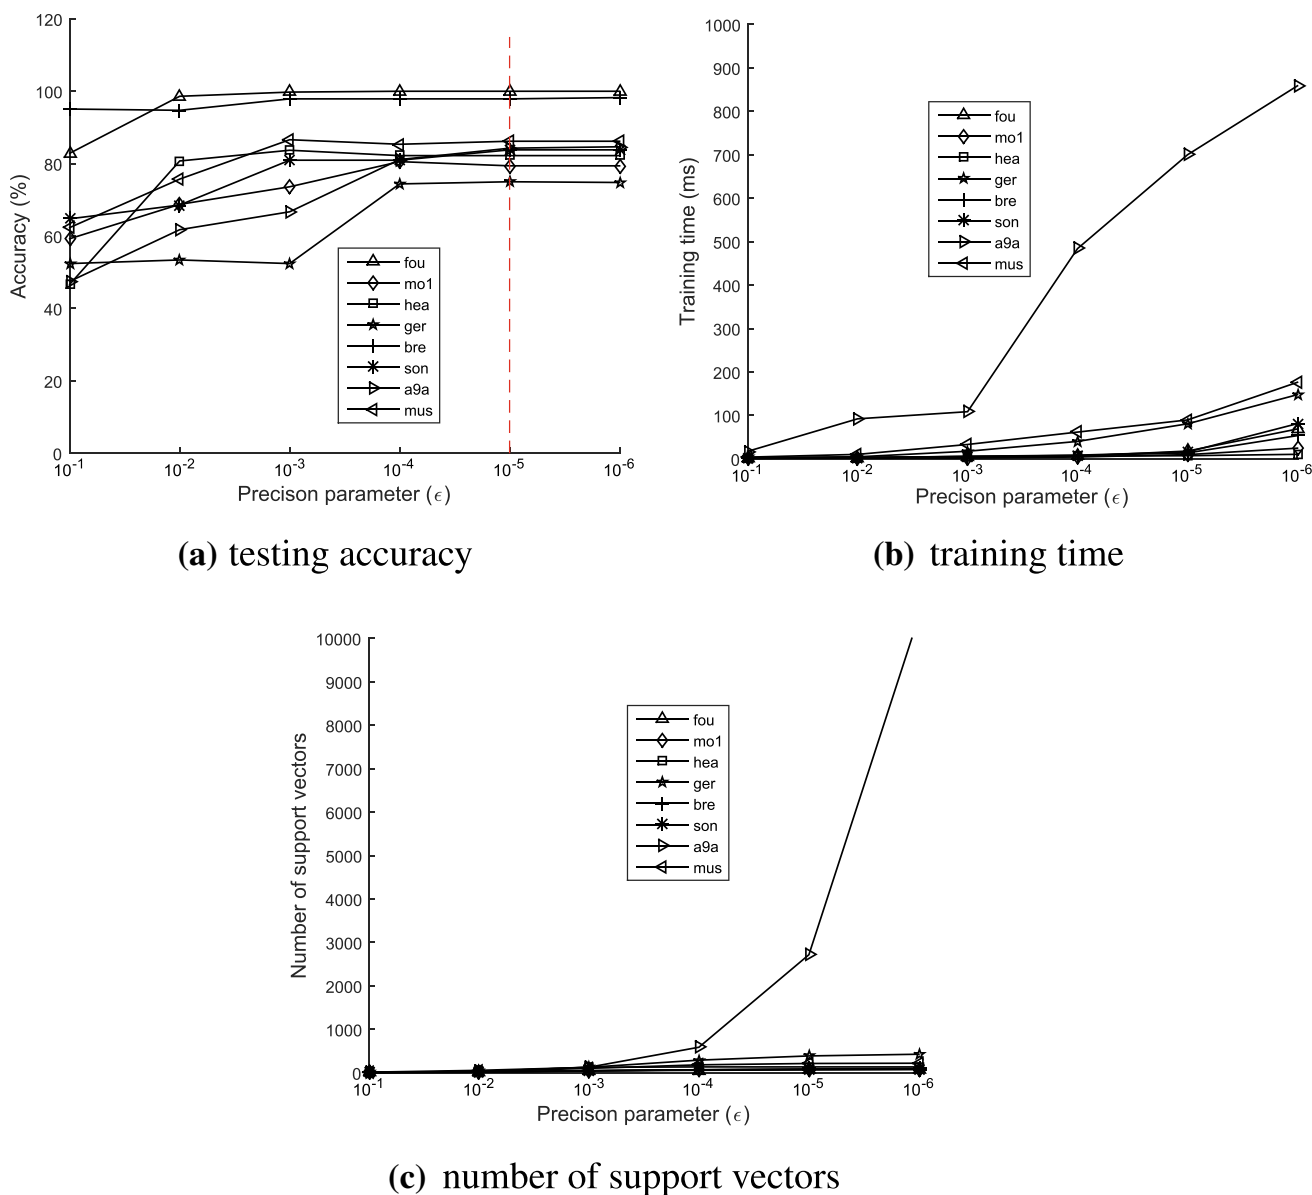 120
100
80
60
40
20
0
Accuracy (%)
fou
mo1
hea
ger
bre
son
a9a
mus
10-1
10-2
10-3
10-4
10-5
10-6
Precison parameter (ϵ)
(a) testing accuracy
1000
900
800
700
600
500
400
300
200
100
0
Training time (ms)
fou
mo1
hea
ger
bre
son
a9a
mus
10-1
10-2
10-3
10-4
10-5
10-6
Precison parameter (ϵ)
(b) training time
10000
9000
8000
7000
6000
5000
4000
3000
2000
1000
0
Number of support vectors
fou
mo1
hea
ger
bre
son
a9a
mus
10-1
10-2
10-3
10-4
10-5
10-6
Precison parameter (ϵ)
(c) number of support vectors